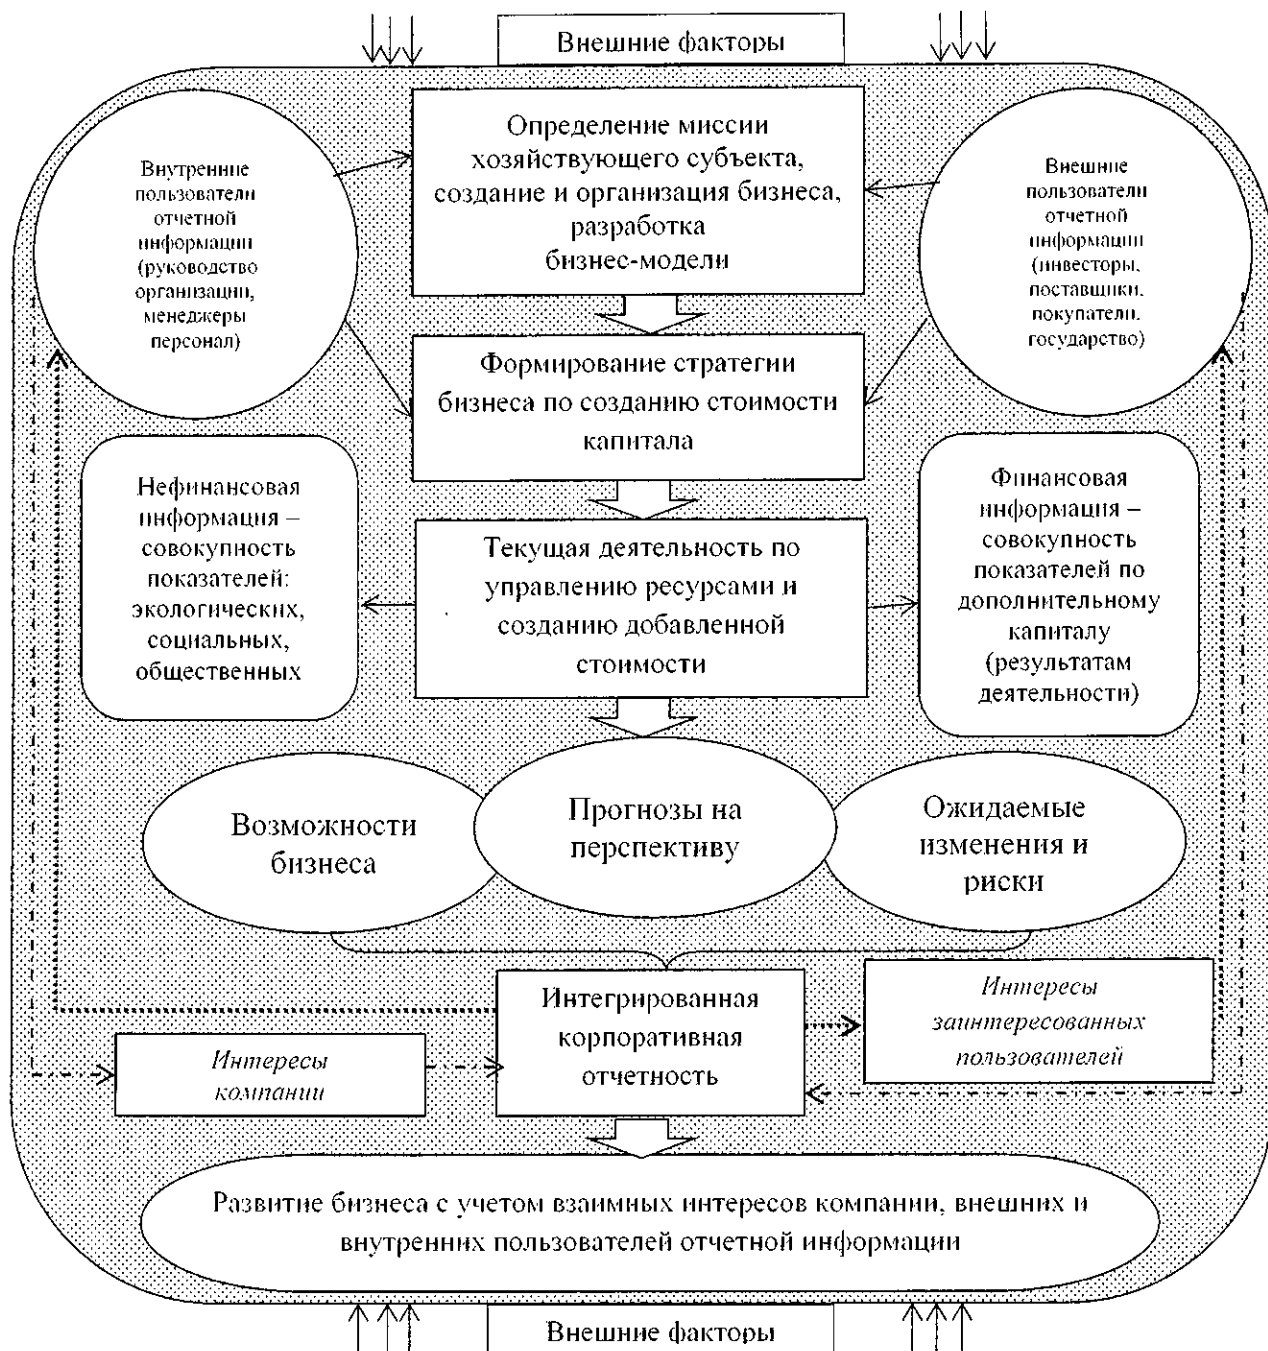 Внешние факторы
Определение миссии
хозяйствующего субъекта,
создание и организация бизнеса,
разработка
бизнес-модели
Внутренние
пользователи
отчетной
информации
(руководство
организации,
менеджеры
персонал)
Внешние
пользователи
отчетной
информации
(инвесторы,
поставщики,
покупатели,
государство)
Формирование стратегии
бизнеса по созданию стоимости
капитала
Нефинансовая
информация –
совокупность
показателей:
экологических,
социальных,
общественных
Текущая деятельность по
управлению ресурсами и
созданию добавленной
стоимости
Финансовая
информация –
совокупность
показателей по
дополнительному
капиталу
(результатам
деятельности)
Возможности
бизнеса
Прогнозы на
перспективу
Ожидаемые
изменения и
риски
Интегрированная
корпоративная
отчетность
Интересы
заинтересованных
пользователей
Интересы
компании
Развитие бизнеса с учетом взаимных интересов компании, внешних и
внутренних пользователей отчетной информации
Внешние факторы